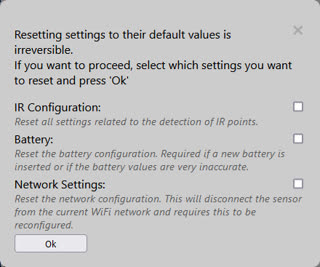 Resetting settings to their default values is
irreversible.
If you want to proceed, select which settings you want
to reset and press 'Ok'
IR Configuration:
Reset all settings related to the detection of IR points.
Battery:
Reset the battery configuration. Required if a new battery is
inserted or if the battery values are very inaccurate.
Network Settings:
Reset the network configuration. This will disconnect the
sensor from the current WiFi network and requires this to be
reconfigured.
Ok